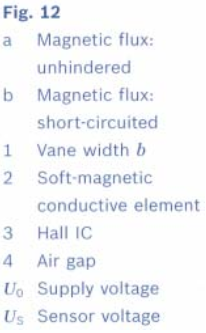 Fig. 12
a Magnetic flux:
unhindered
b Magnetic flux:
short-circuited
1 Vane width b
2 Soft-magnetic
conductive element
3 Hall IC
4 Air gap
U₀ Supply voltage
Uₛ Sensor voltage